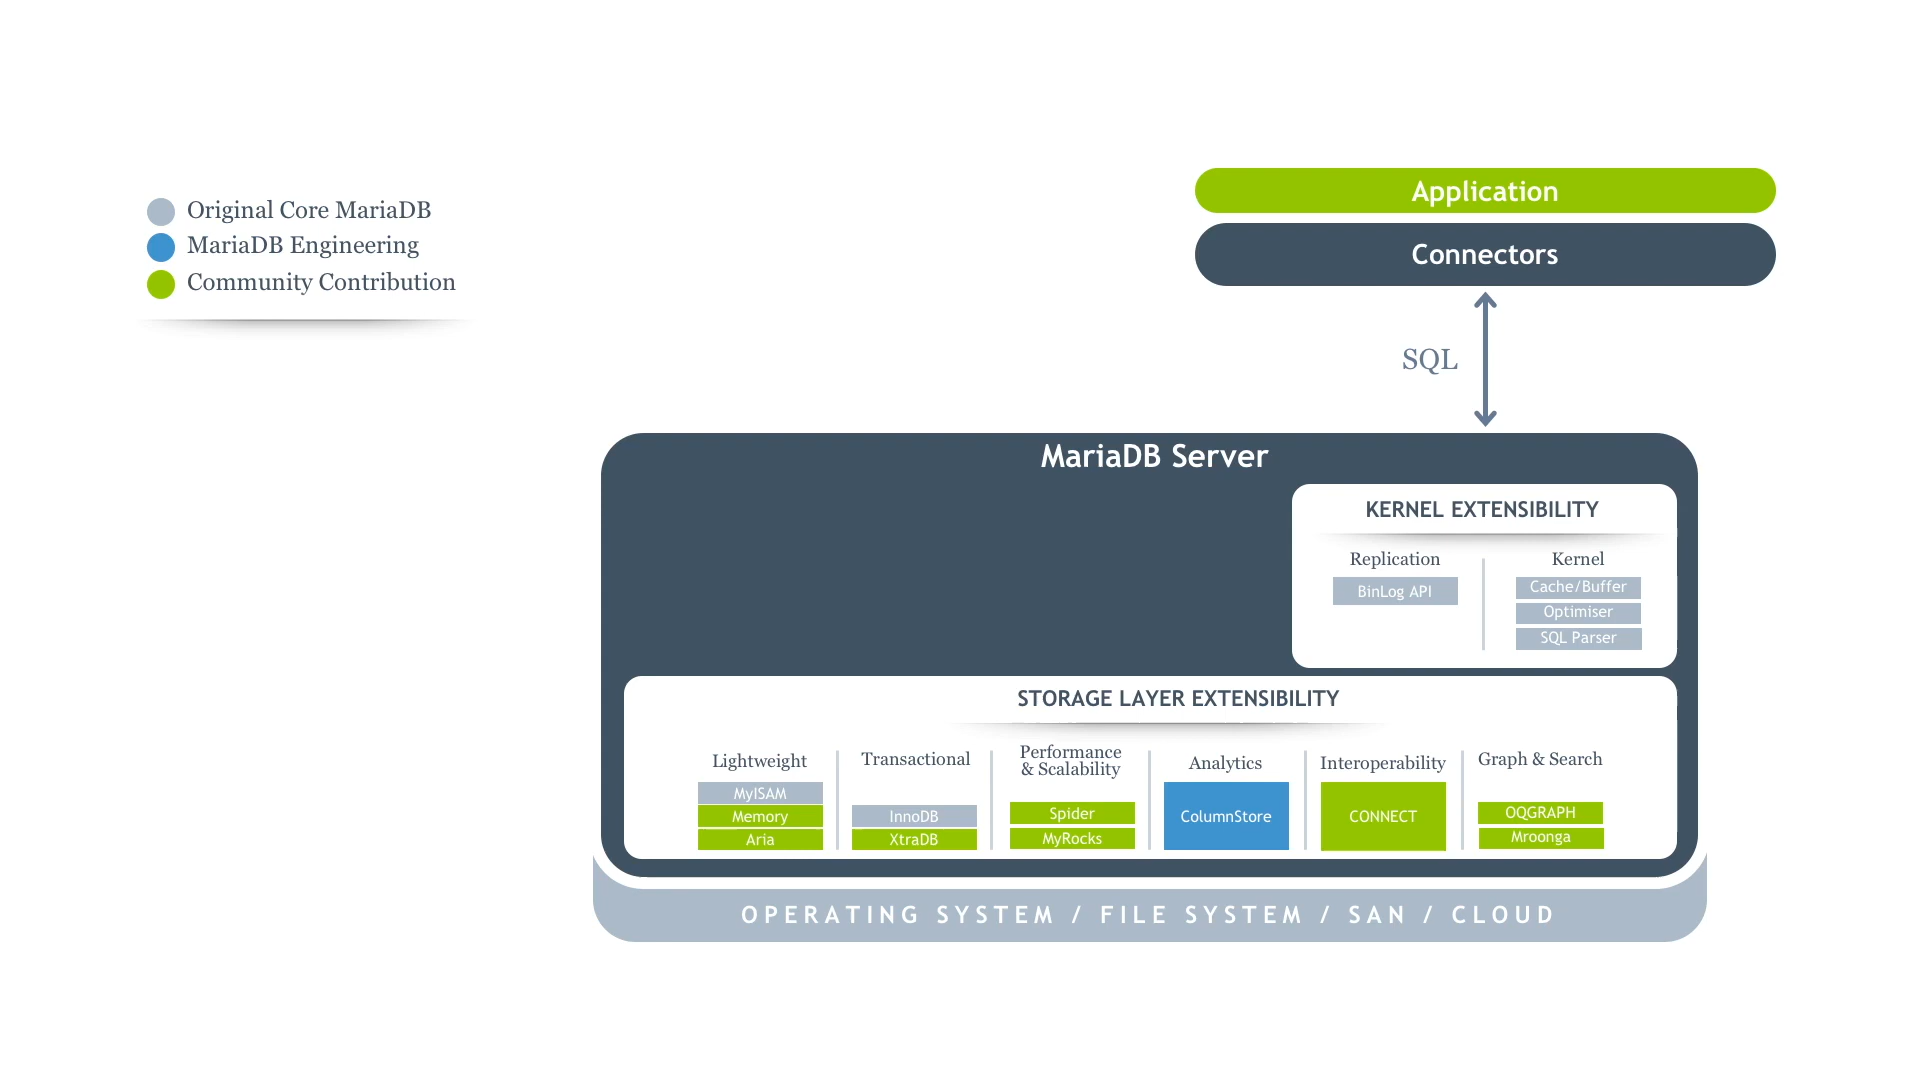 Original Core MariaDB
MariaDB Engineering
Community Contribution
Application
Connectors
SQL
MariaDB Server
KERNEL EXTENSIBILITY
Replication
BinLog API
Kernel
Cache/Buffer
Optimiser
SQL Parser
STORAGE LAYER EXTENSIBILITY
Lightweight
MyISAM
Memory
Aria
Transactional
InnoDB
XtraDB
Performance
& Scalability
Spider
MyRocks
Analytics
ColumnStore
Interoperability
CONNECT
Graph & Search
OQGRAPH
Mroonga
OPERATING SYSTEM / FILE SYSTEM / SAN / CLOUD